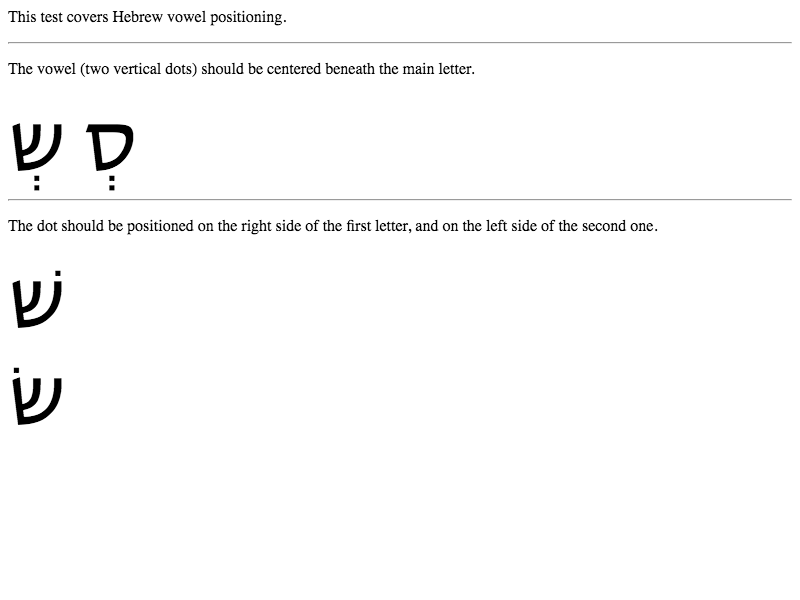 This test covers Hebrew vowel positioning.
The vowel (two vertical dots) should be centered beneath the main letter.
סְ שְ
The dot should be positioned on the right side of the first letter, and on the left side of the second one.
שׁ
שׂ